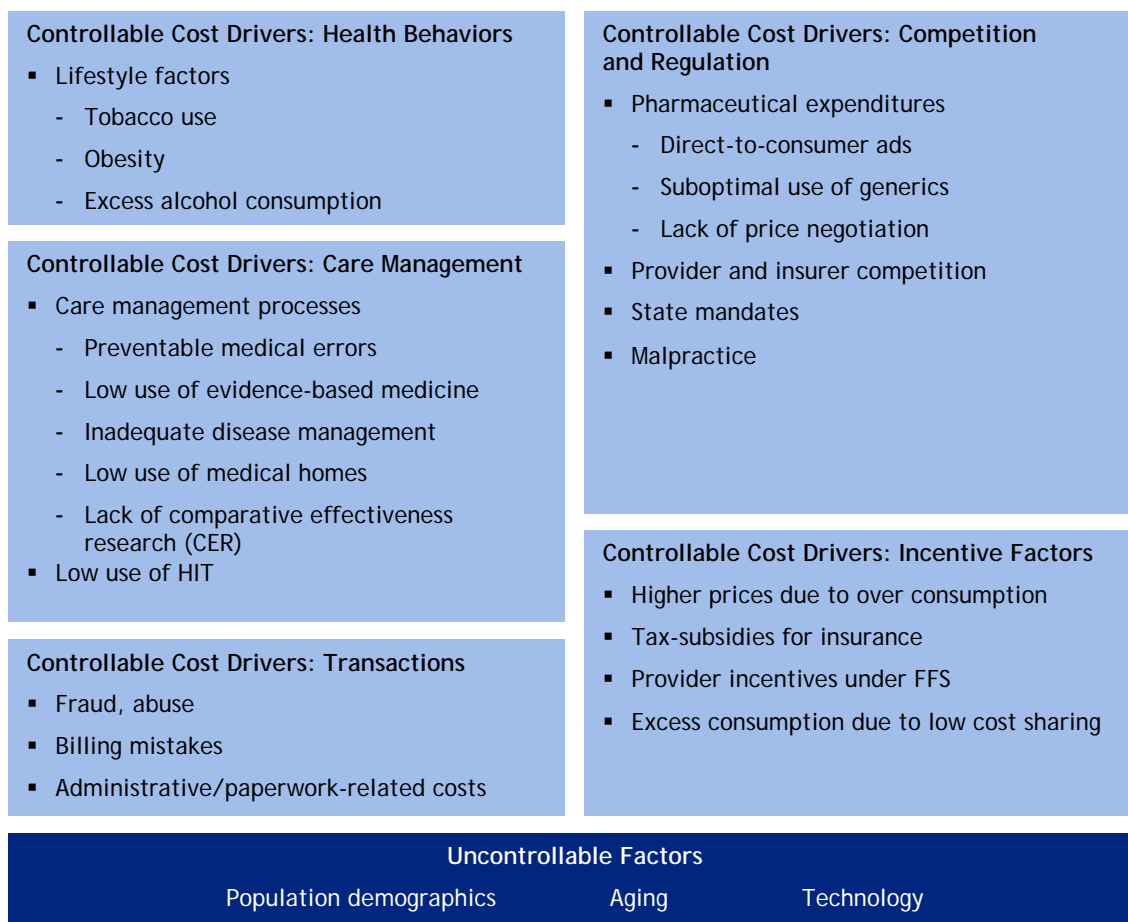 Controllable Cost Drivers: Health Behaviors
▪ Lifestyle factors
- Tobacco use
- Obesity
- Excess alcohol consumption
Controllable Cost Drivers: Care Management
▪ Care management processes
- Preventable medical errors
- Low use of evidence-based medicine
- Inadequate disease management
- Low use of medical homes
- Lack of comparative effectiveness
research (CER)
▪ Low use of HIT
Controllable Cost Drivers: Transactions
▪ Fraud, abuse
▪ Billing mistakes
▪ Administrative/paperwork-related costs
Controllable Cost Drivers: Competition
and Regulation
▪ Pharmaceutical expenditures
- Direct-to-consumer ads
- Suboptimal use of generics
- Lack of price negotiation
▪ Provider and insurer competition
▪ State mandates
▪ Malpractice
Controllable Cost Drivers: Incentive Factors
▪ Higher prices due to over consumption
▪ Tax-subsidies for insurance
▪ Provider incentives under FFS
▪ Excess consumption due to low cost sharing
Uncontrollable Factors
Population demographics Aging Technology